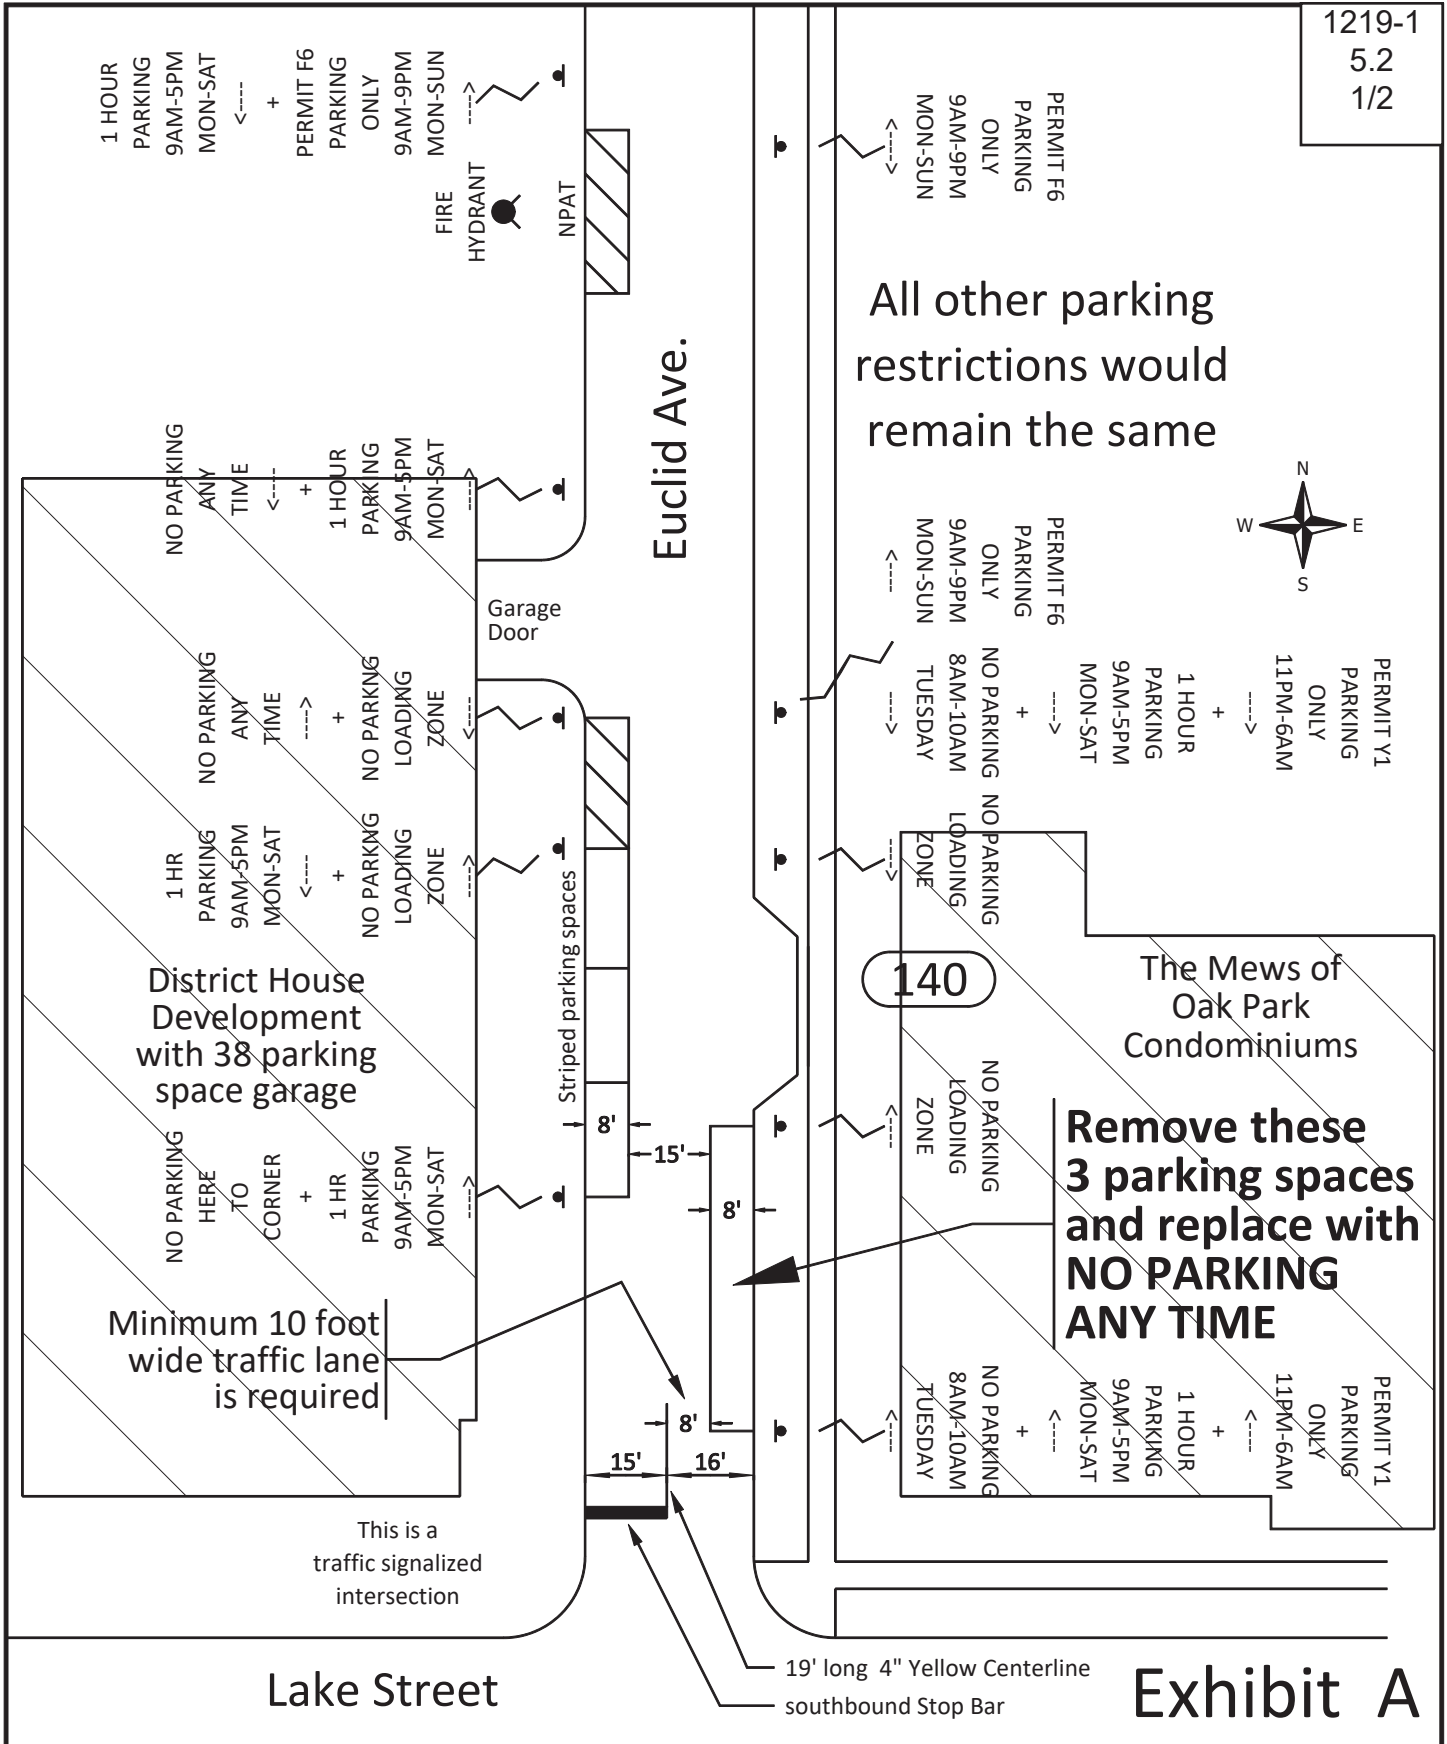 1219-1
5.2
1/2
1 HOUR
PARKING
9AM-5PM
MON-SAT
<----
+
PERMIT F6
PARKING
ONLY
9AM-9PM
MON-SUN
---->
FIRE
HYDRANT
NPAT
PERMIT F6
PARKING
ONLY
9AM-9PM
MON-SUN
<---->
All other parking
restrictions would
remain the same
Euclid Ave.
N
W
E
S
NO PARKING
ANY
TIME
<----
+
1 HOUR
PARKING
9AM-5PM
MON-SAT
---->
Garage
Door
PERMIT F6
PARKING
ONLY
9AM-9PM
MON-SUN
<----
NO PARKING
8AM-10AM
TUESDAY
---->
+
1 HOUR
PARKING
9AM-5PM
MON-SAT
---->
+
PERMIT Y1
PARKING
ONLY
11PM-6AM
---->
NO PARKING
ANY
TIME
---->
+
NO PARKNG
LOADING
ZONE
<----
NO PARKING
LOADING
ZONE
---->
1 HR
PARKING
9AM-5PM
MON-SAT
<----
+
NO PARKNG
LOADING
ZONE
---->
Striped parking spaces
District House
Development
with 38 parking
space garage
140
The Mews of
Oak Park
Condominiums
NO PARKING
LOADING
ZONE
<----
NO PARKING
HERE
TO
CORNER
+
1 HR
PARKING
9AM-5PM
MON-SAT
---->
8'
15'
8'
Remove these
3 parking spaces
and replace with
NO PARKING
ANY TIME
Minimum 10 foot
wide traffic lane
is required
8'
15'
16'
NO PARKING
8AM-10AM
TUESDAY
<----
+
1 HOUR
PARKING
9AM-5PM
MON-SAT
<----
+
PERMIT Y1
PARKING
ONLY
11PM-6AM
<----
This is a
traffic signalized
intersection
19' long 4" Yellow Centerline
southbound Stop Bar
Lake Street
Exhibit A